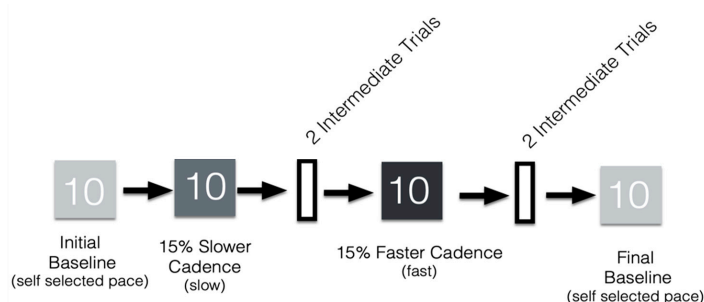 2 Intermediate Trials
2 Intermediate Trials
10
10
10
10
Initial
Baseline
(self selected pace)
15% Slower
Cadence
(slow)
15% Faster Cadence
(fast)
Final
Baseline
(self selected pace)